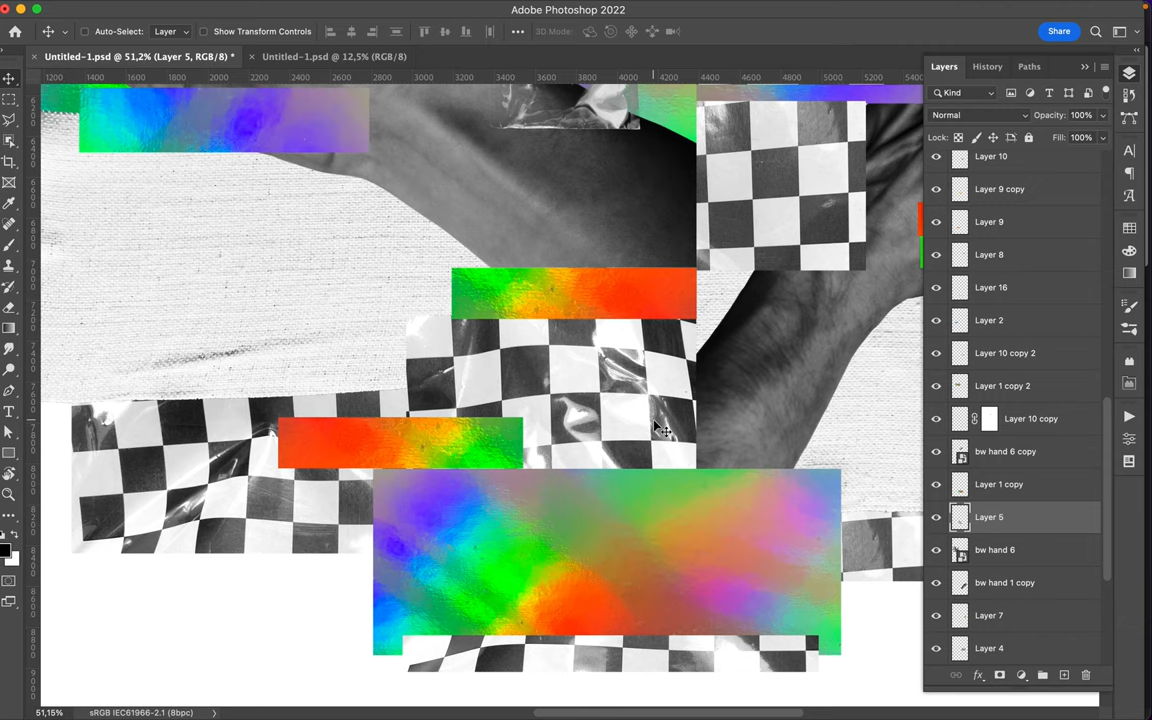 Adobe Photoshop 2022
Auto-Select: Layer Show Transform Controls 3D Mode: Share
Untitled-1.psd @ 51,2% (Layer 5, RGB/8) * Untitled-1.psd @ 12,5% (RGB/8)
1200 1400 1600 1800 2000 2200 2400 2600 2800 3000 3200 3400 3600 3800 4000 4200 4400 4600 4800 5000 5200 5400
Layers History Paths
Kind
Normal Opacity: 100%
Lock: Fill: 100%
Layer 10
Layer 9 copy
Layer 9
Layer 8
Layer 16
Layer 2
Layer 10 copy 2
Layer 1 copy 2
Layer 10 copy
bw hand 6 copy
Layer 1 copy
Layer 5
bw hand 6
bw hand 1 copy
Layer 7
Layer 4
51,15% sRGB IEC61966-2.1 (8bpc)